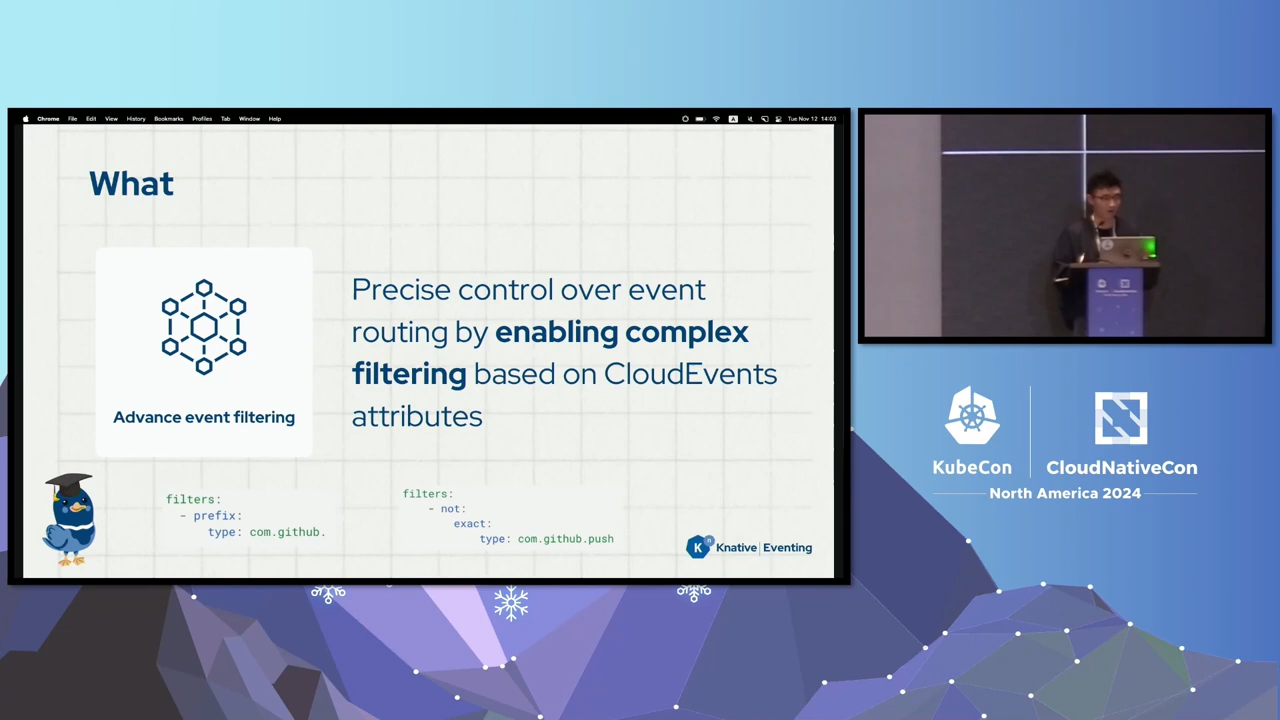 Chrome File Edit View History Bookmarks Profiles Tab Window Help
A Tue Nov 12 14:03
What
Advance event filtering
Precise control over event
routing by enabling complex
filtering based on CloudEvents
attributes
filters:
- prefix:
type: com.github.
filters:
- not:
exact:
type: com.github.push
K n Knative | Eventing
KubeCon
CloudNativeCon
North America 2024